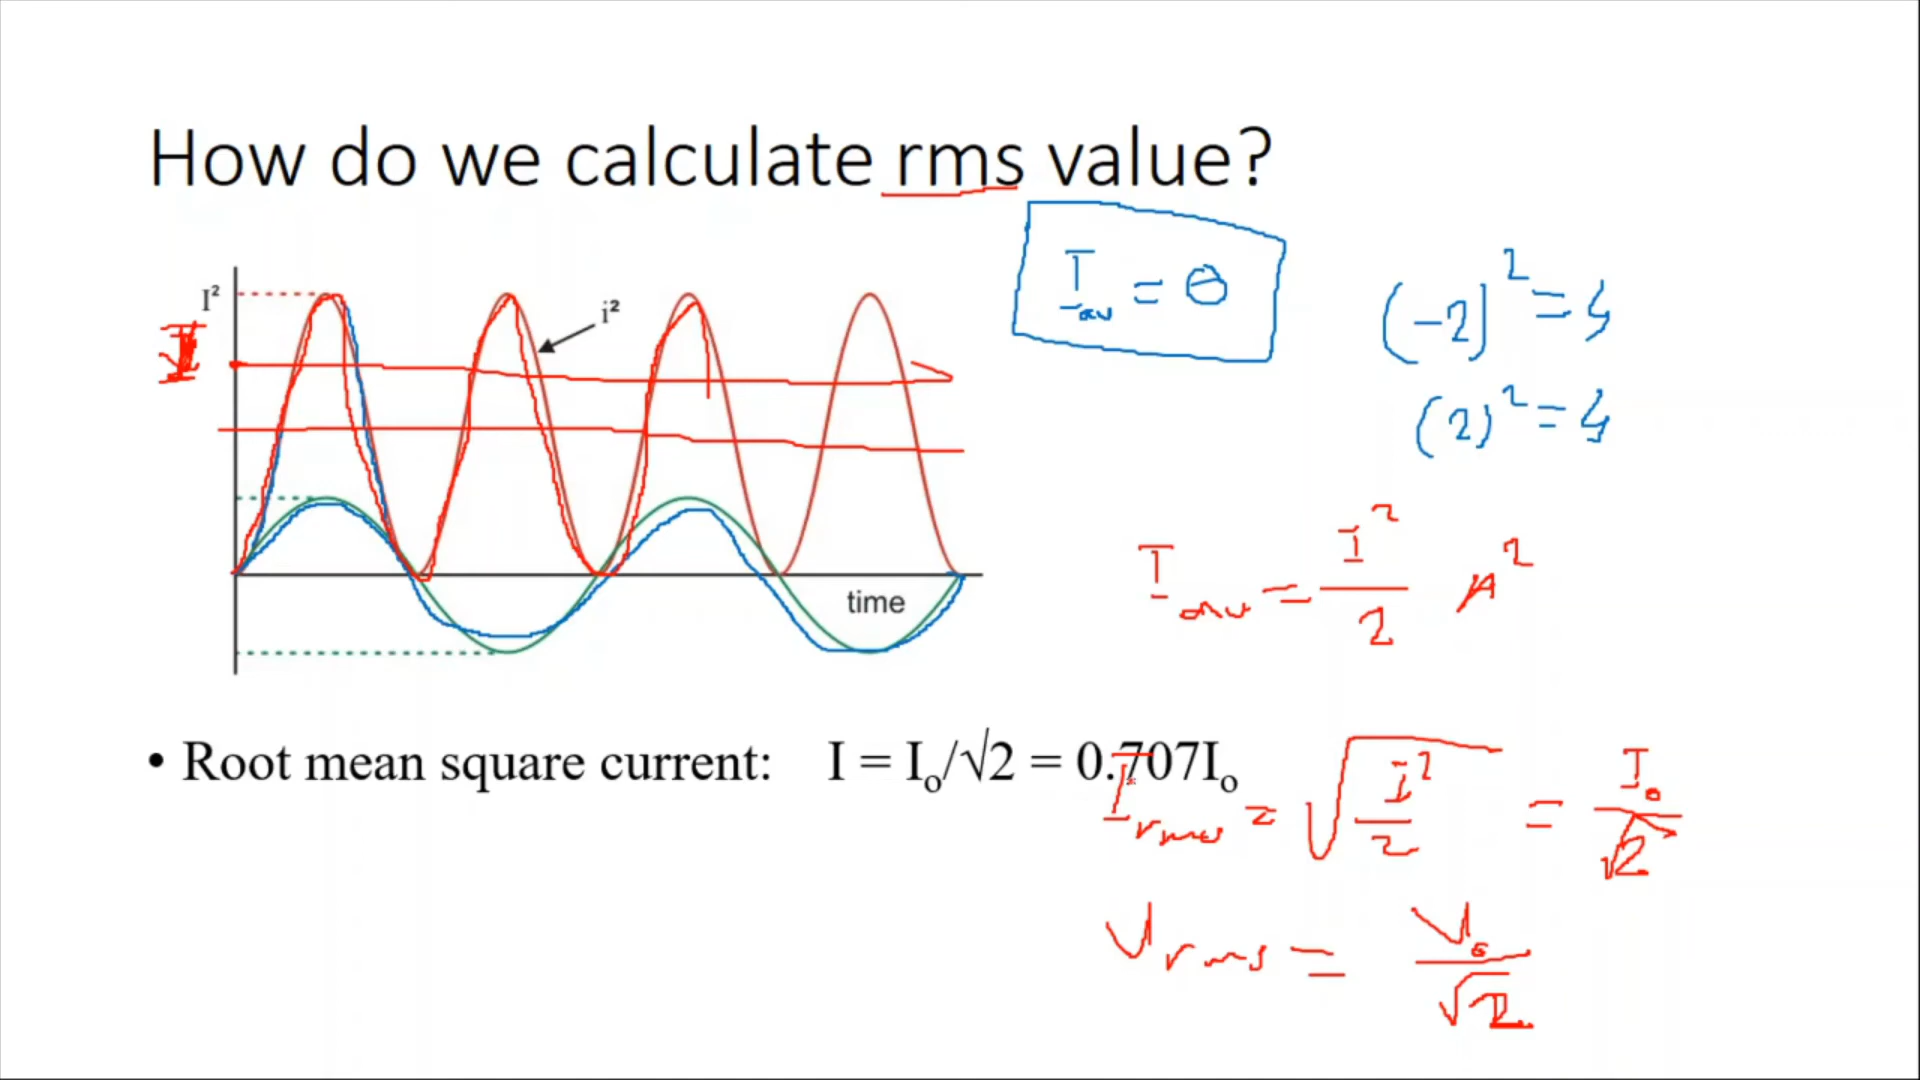 How do we calculate rms value?
I²
i²
time
I_av = 0
(-2)² = 4
(2)² = 4
I_av = I²/2 A²
• Root mean square current: I = I₀/√2 = 0.707I₀
I_rms = √(I²/2) = I₀/√2
V_rms = V₀/√2